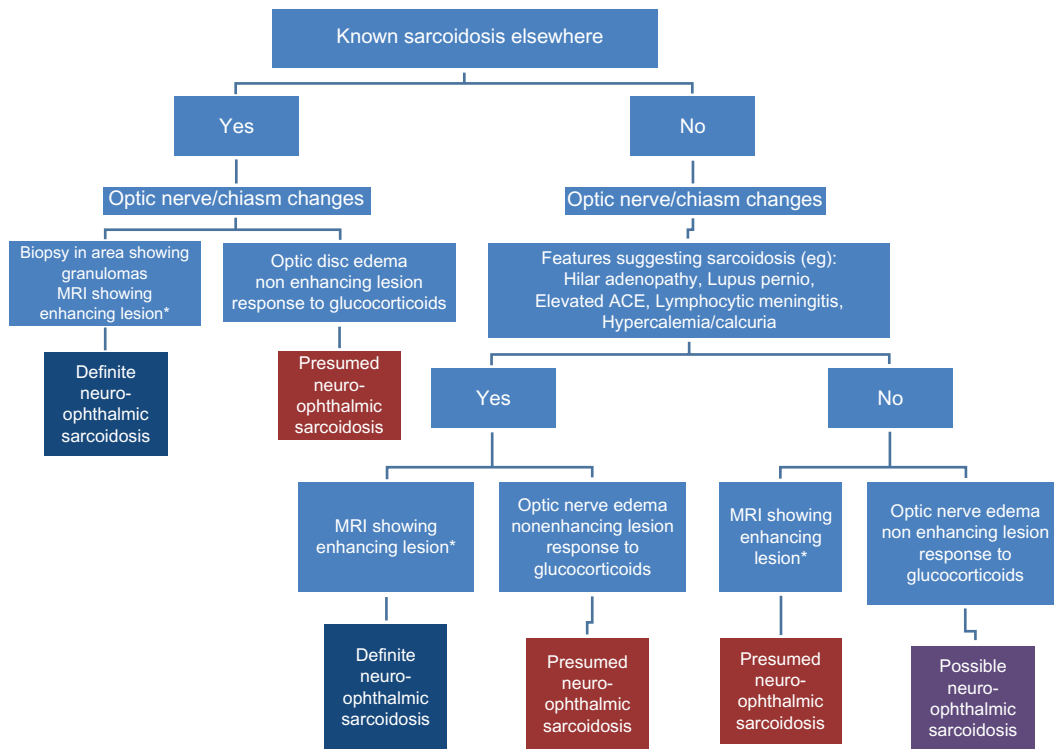 Known sarcoidosis elsewhere
Yes
No
Optic nerve/chiasm changes
Optic nerve/chiasm changes
Biopsy in area showing
granulomas
MRI showing
enhancing lesion*
Optic disc edema
non enhancing lesion
response to glucocorticoids
Features suggesting sarcoidosis (eg):
Hilar adenopathy, Lupus pernio,
Elevated ACE, Lymphocytic meningitis,
Hypercalemia/calcuria
Definite
neuro-
ophthalmic
sarcoidosis
Presumed
neuro-
ophthalmic
sarcoidosis
Yes
No
MRI showing
enhancing lesion*
Optic nerve edema
nonenhancing lesion
response to
glucocorticoids
MRI showing
enhancing
lesion*
Optic nerve edema
non enhancing lesion
response to
glucocorticoids
Definite
neuro-
ophthalmic
sarcoidosis
Presumed
neuro-
ophthalmic
sarcoidosis
Presumed
neuro-
ophthalmic
sarcoidosis
Possible
neuro-
ophthalmic
sarcoidosis